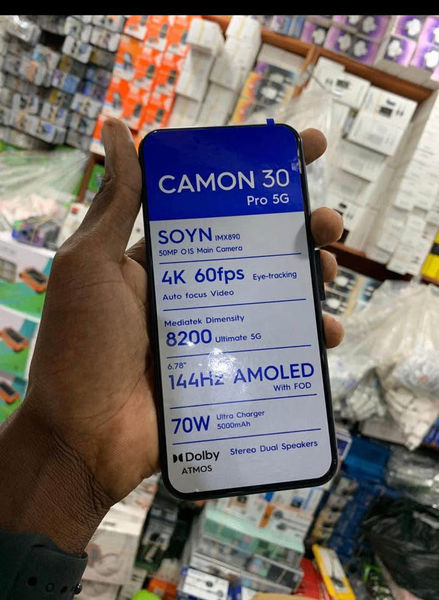 CAMON 30
Pro 5G
SOYN IMX890
50MP OIS Main Camera
4K 60fps Eye-tracking
Auto focus Video
Mediatek Dimensity
8200 Ultimate 5G
6.78"
144Hz AMOLED
With FOD
70W Ultra Charger
5000mAh
Dolby Stereo Dual Speakers
ATMOS